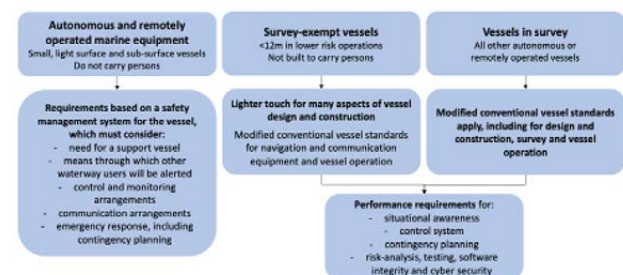 Autonomous and remotely
operated marine equipment
Small, light surface and sub-surface vessels
Do not carry persons
Survey-exempt vessels
<12m in lower risk operations
Not built to carry persons
Vessels in survey
All other autonomous or
remotely operated vessels
Requirements based on a safety
management system for the vessel,
which must consider:
- need for a support vessel
- means through which other
waterway users will be alerted
- control and monitoring
arrangements
- communication arrangements
- emergency response, including
contingency planning
Lighter touch for many aspects of vessel
design and construction
Modified conventional vessel standards
for navigation and communication
equipment and vessel operation
Modified conventional vessel standards
apply, including for design and
construction, survey and vessel
operation
Performance requirements for:
- situational awareness
- control system
- contingency planning
- risk-analysis, testing, software
integrity and cyber security